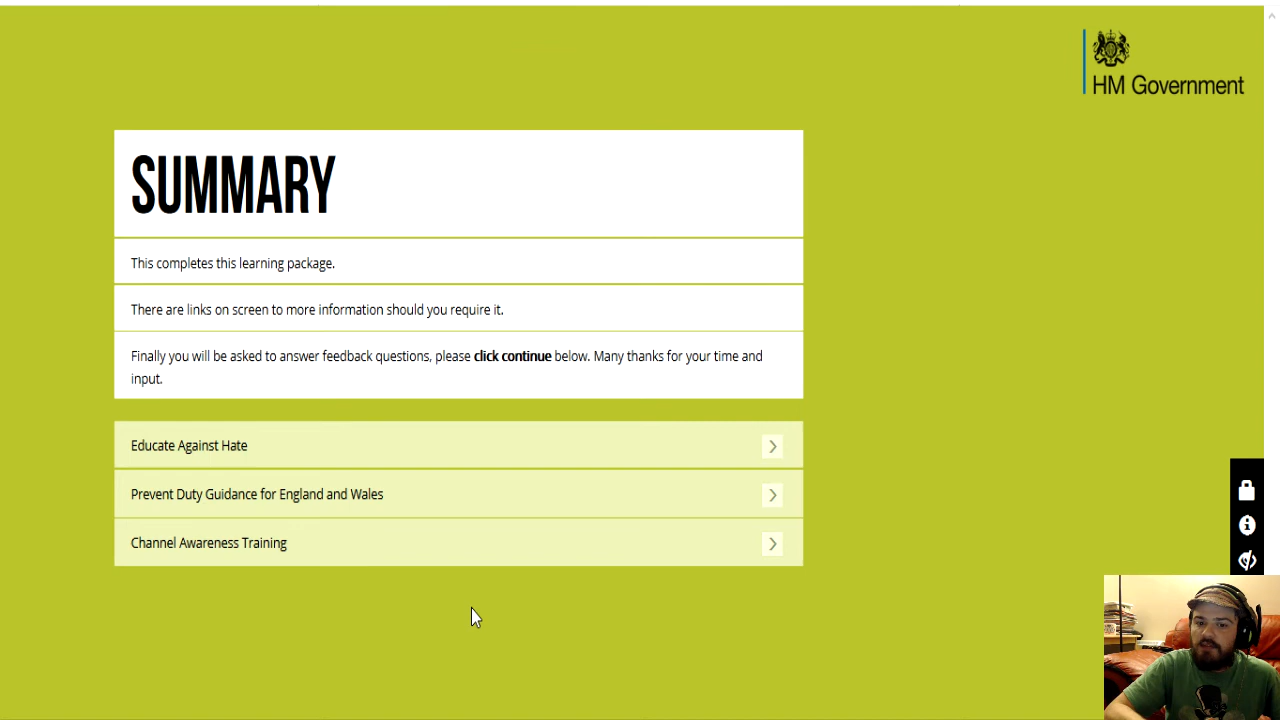 HM Government
SUMMARY
This completes this learning package.
There are links on screen to more information should you require it.
Finally you will be asked to answer feedback questions, please click continue below. Many thanks for your time and
input.
Educate Against Hate
Prevent Duty Guidance for England and Wales
Channel Awareness Training